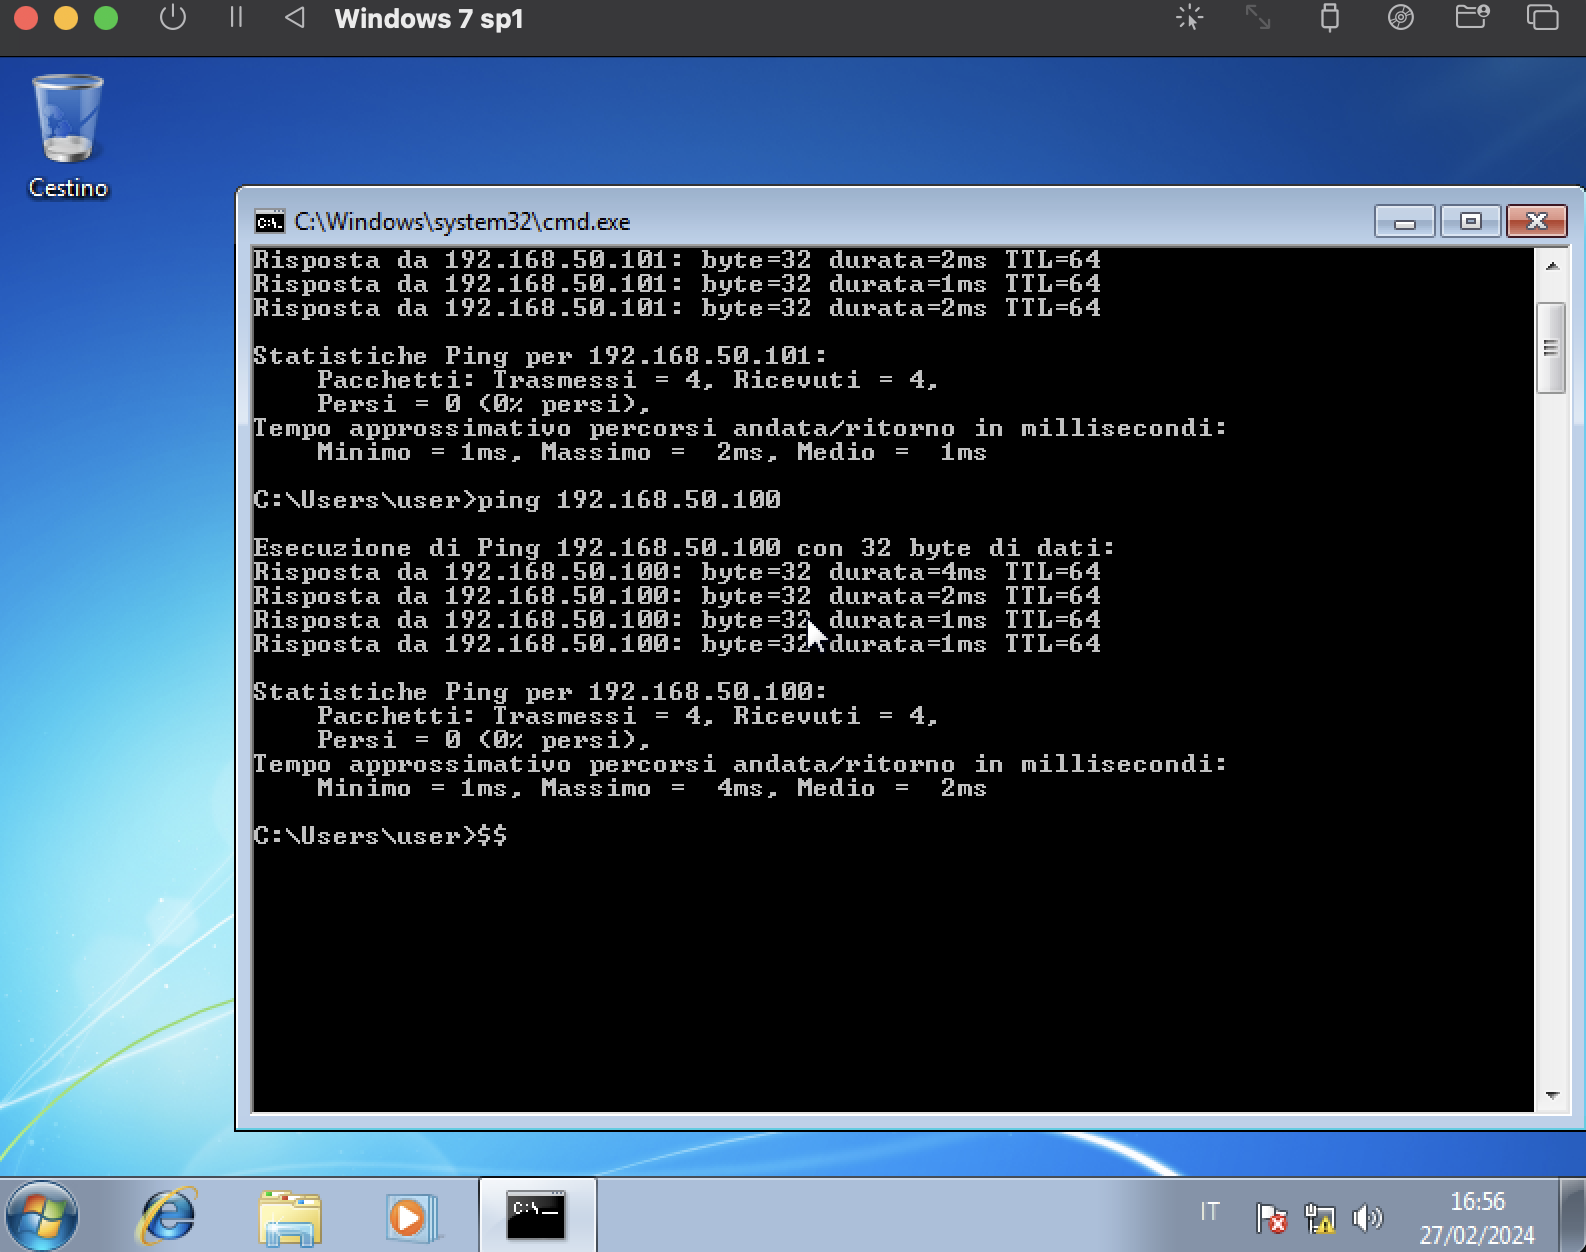 Windows 7 sp1
Cestino
C:\Windows\system32\cmd.exe
Risposta da 192.168.50.101: byte=32 durata=2ms TTL=64
Risposta da 192.168.50.101: byte=32 durata=1ms TTL=64
Risposta da 192.168.50.101: byte=32 durata=2ms TTL=64
Statistiche Ping per 192.168.50.101:
    Pacchetti: Trasmessi = 4, Ricevuti = 4,
    Persi = 0 (0% persi),
Tempo approssimativo percorsi andata/ritorno in millisecondi:
    Minimo = 1ms, Massimo =  2ms, Medio =  1ms
C:\Users\user>ping 192.168.50.100
Esecuzione di Ping 192.168.50.100 con 32 byte di dati:
Risposta da 192.168.50.100: byte=32 durata=4ms TTL=64
Risposta da 192.168.50.100: byte=32 durata=2ms TTL=64
Risposta da 192.168.50.100: byte=32 durata=1ms TTL=64
Risposta da 192.168.50.100: byte=32 durata=1ms TTL=64
Statistiche Ping per 192.168.50.100:
    Pacchetti: Trasmessi = 4, Ricevuti = 4,
    Persi = 0 (0% persi),
Tempo approssimativo percorsi andata/ritorno in millisecondi:
    Minimo = 1ms, Massimo =  4ms, Medio =  2ms
C:\Users\user>$$
IT
16:56
27/02/2024